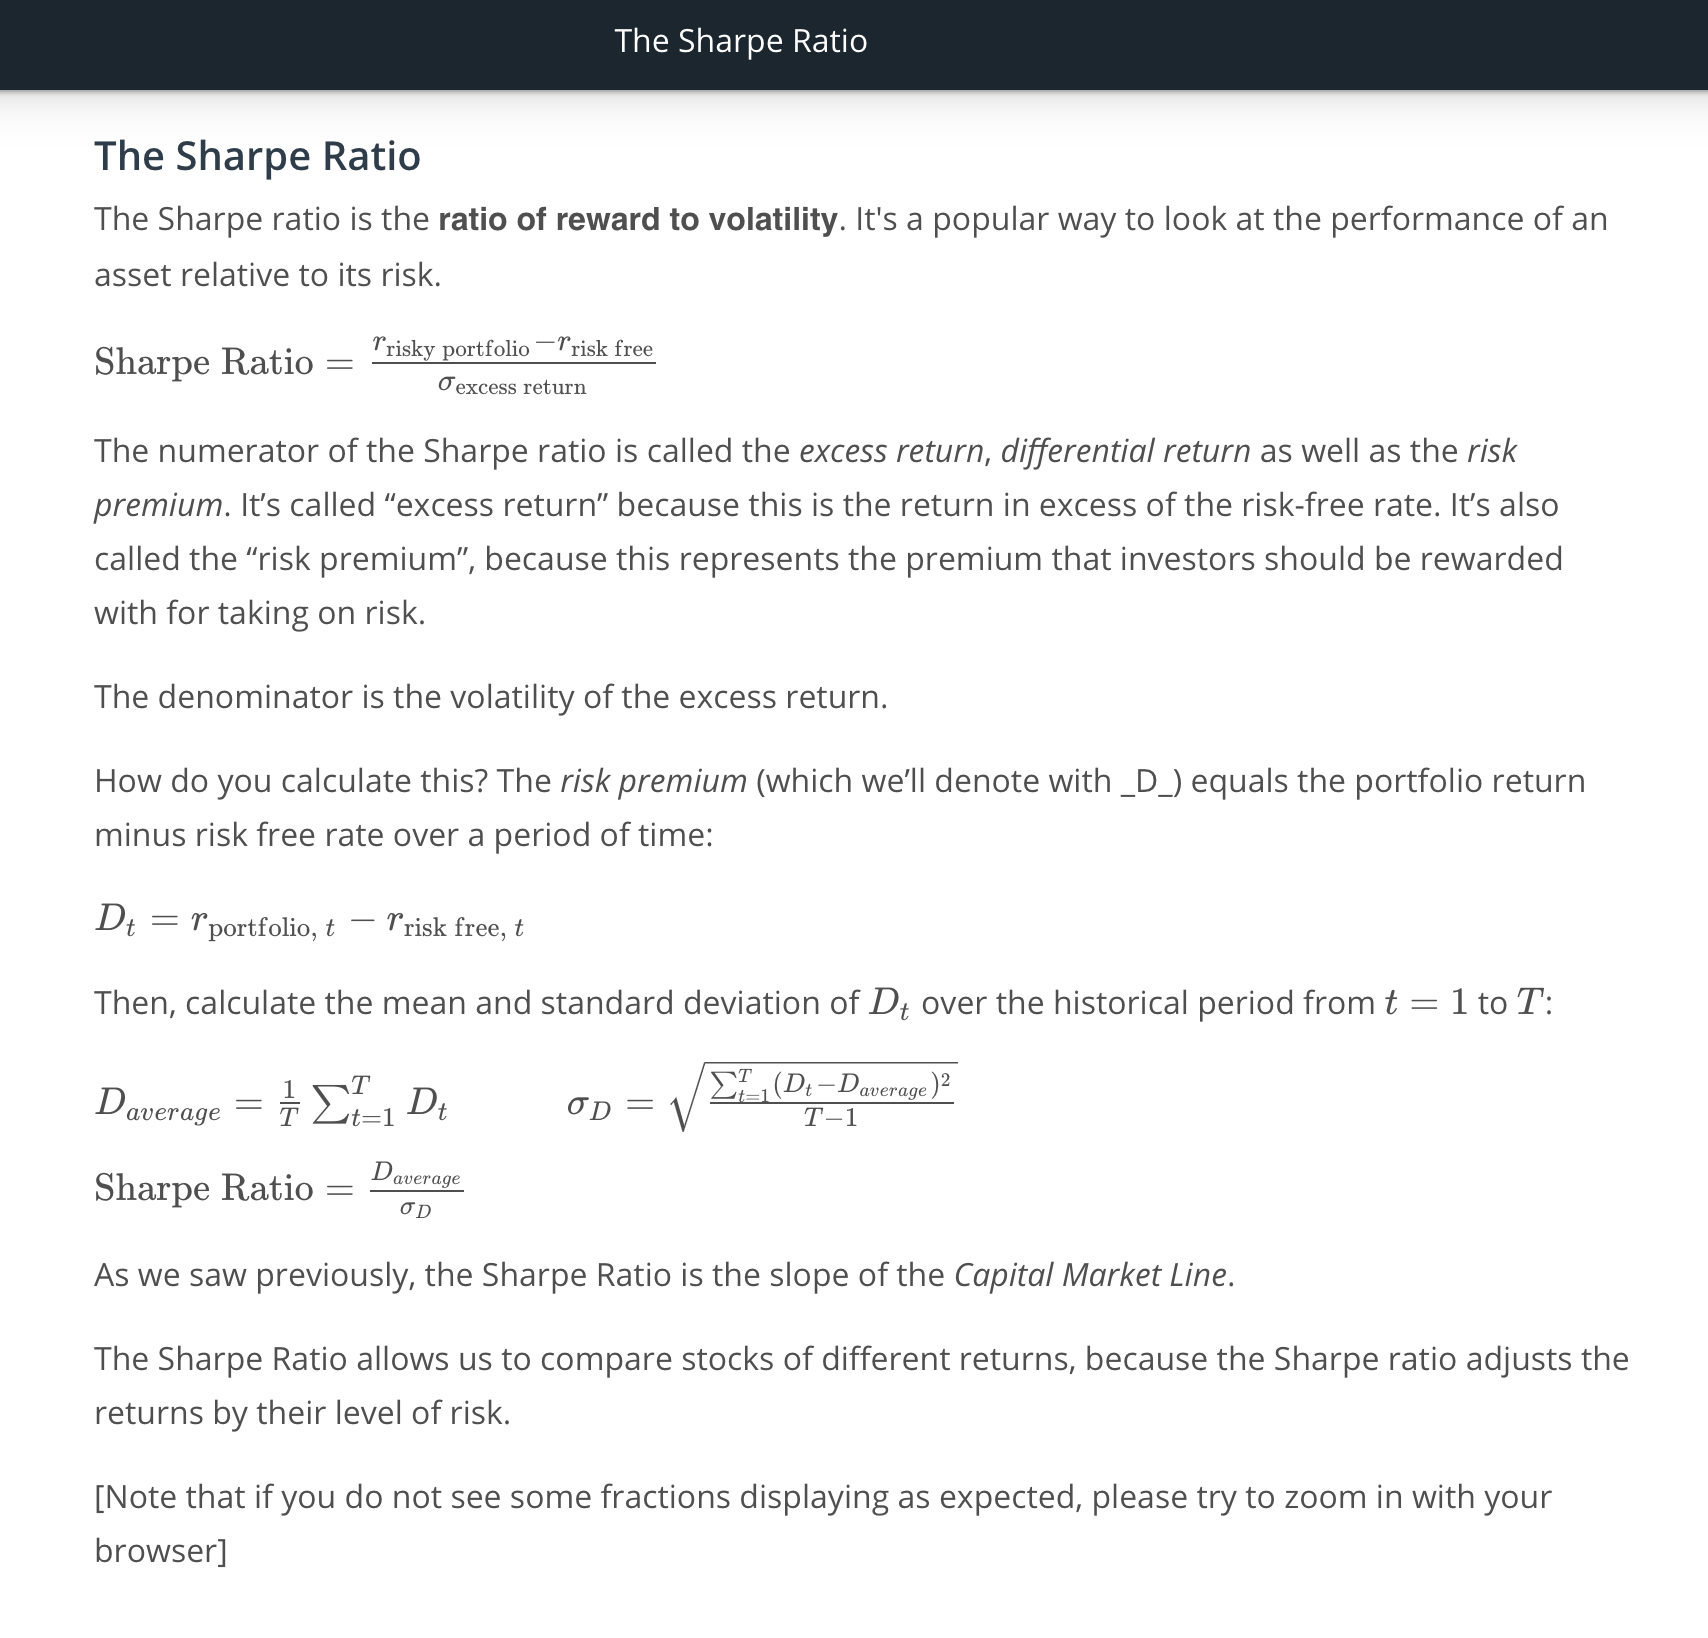 The Sharpe Ratio
The Sharpe Ratio
The Sharpe ratio is the ratio of reward to volatility. It's a popular way to look at the performance of an
asset relative to its risk.
Sharpe Ratio = \frac{r_{\text{risky portfolio}} - r_{\text{risk free}}}{\sigma_{\text{excess return}}}
The numerator of the Sharpe ratio is called the excess return, differential return as well as the risk
premium. It’s called “excess return” because this is the return in excess of the risk-free rate. It’s also
called the “risk premium”, because this represents the premium that investors should be rewarded
with for taking on risk.
The denominator is the volatility of the excess return.
How do you calculate this? The risk premium (which we’ll denote with _D_) equals the portfolio return
minus risk free rate over a period of time:
D_t = r_{\text{portfolio, } t} - r_{\text{risk free, } t}
Then, calculate the mean and standard deviation of D_t over the historical period from t = 1 to T:
D_{average} = \frac{1}{T} \sum_{t=1}^{T} D_t \sigma_D = \sqrt{\frac{\sum_{t=1}^{T} (D_t - D_{average})^2}{T-1}}
Sharpe Ratio = \frac{D_{average}}{\sigma_D}
As we saw previously, the Sharpe Ratio is the slope of the Capital Market Line.
The Sharpe Ratio allows us to compare stocks of different returns, because the Sharpe ratio adjusts the
returns by their level of risk.
[Note that if you do not see some fractions displaying as expected, please try to zoom in with your
browser]